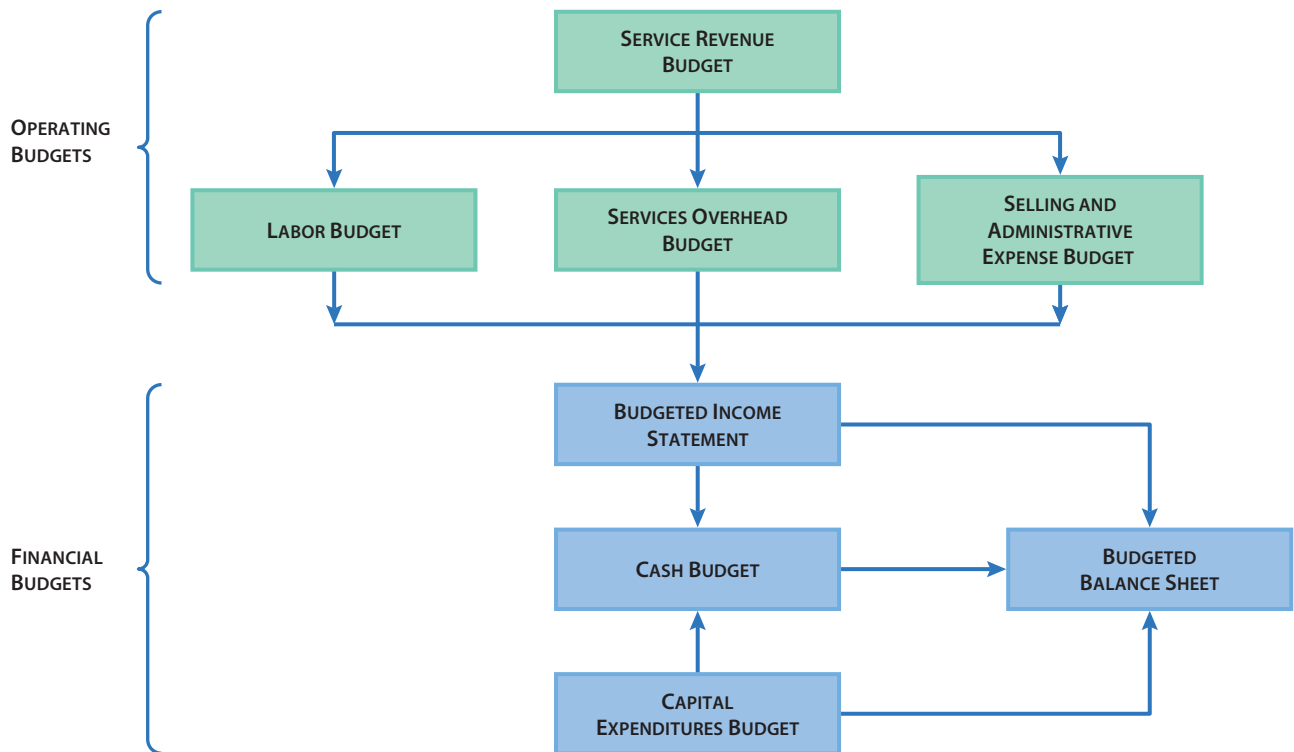 SERVICE REVENUE
BUDGET
OPERATING
BUDGETS
LABOR BUDGET
SERVICES OVERHEAD
BUDGET
SELLING AND
ADMINISTRATIVE
EXPENSE BUDGET
BUDGETED INCOME
STATEMENT
FINANCIAL
BUDGETS
CASH BUDGET
BUDGETED
BALANCE SHEET
CAPITAL
EXPENDITURES BUDGET